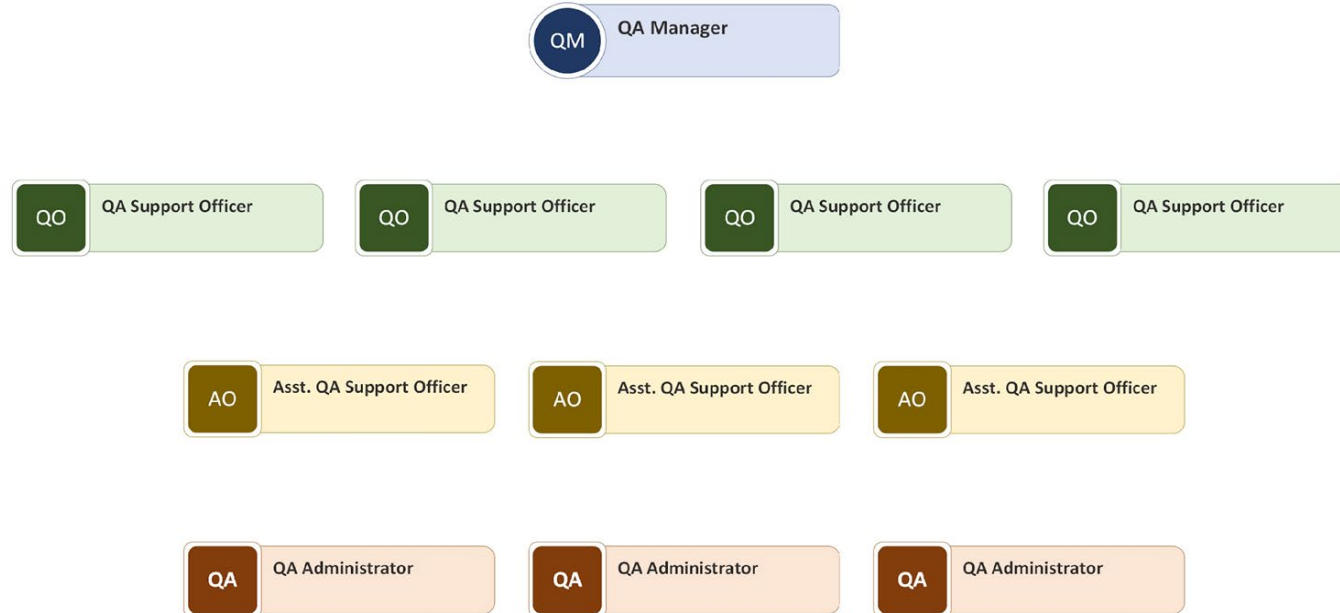 QM QA Manager
QO QA Support Officer
QO QA Support Officer
QO QA Support Officer
QO QA Support Officer
AO Asst. QA Support Officer
AO Asst. QA Support Officer
AO Asst. QA Support Officer
QA QA Administrator
QA QA Administrator
QA QA Administrator